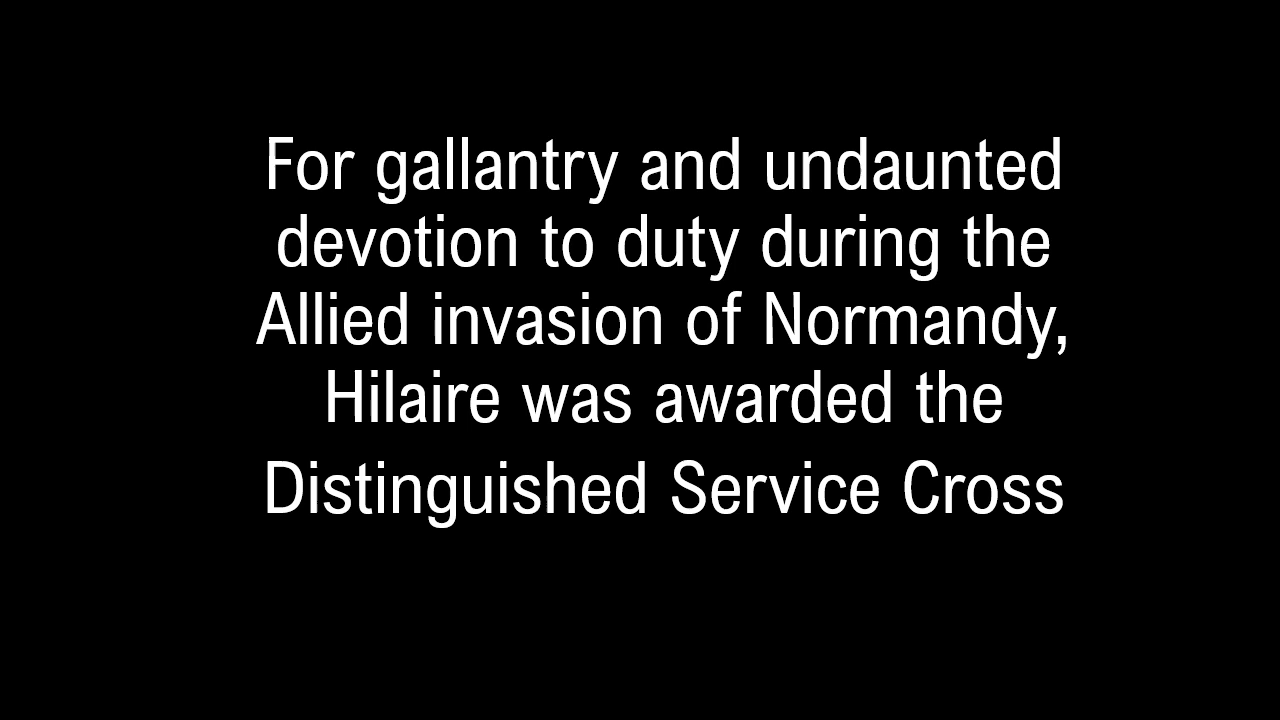 For gallantry and undaunted
devotion to duty during the
Allied invasion of Normandy,
Hilaire was awarded the
Distinguished Service Cross